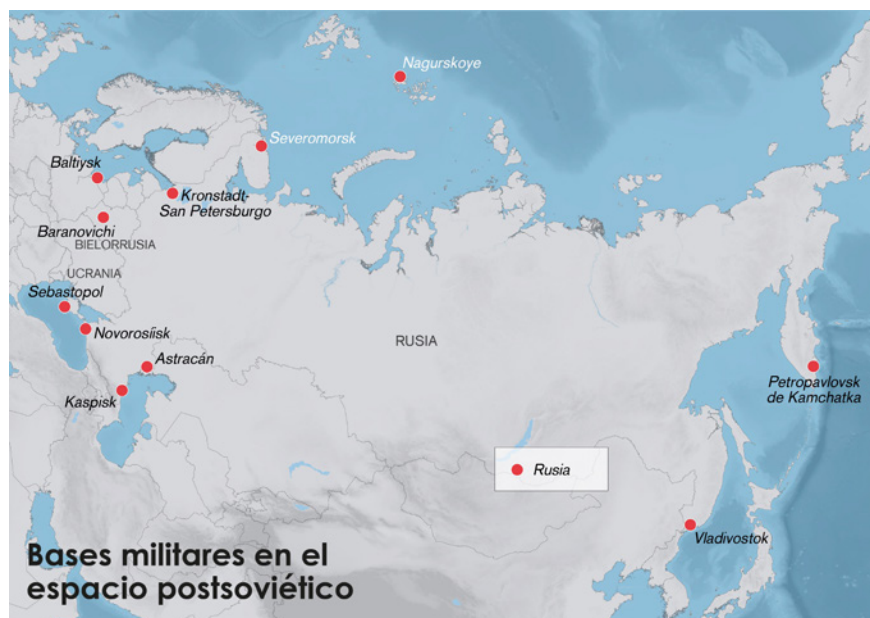 Nagurskoye
Severomorsk
Baltiysk
Kronstadt-
San Petersburgo
Baranovichi
BIELORRUSIA
UCRANIA
Sebastopol
Novorosíisk
RUSIA
Astracán
Petropavlovsk
de Kamchatka
Kaspisk
Rusia
Vladivostok
Bases militares en el
espacio postsoviético